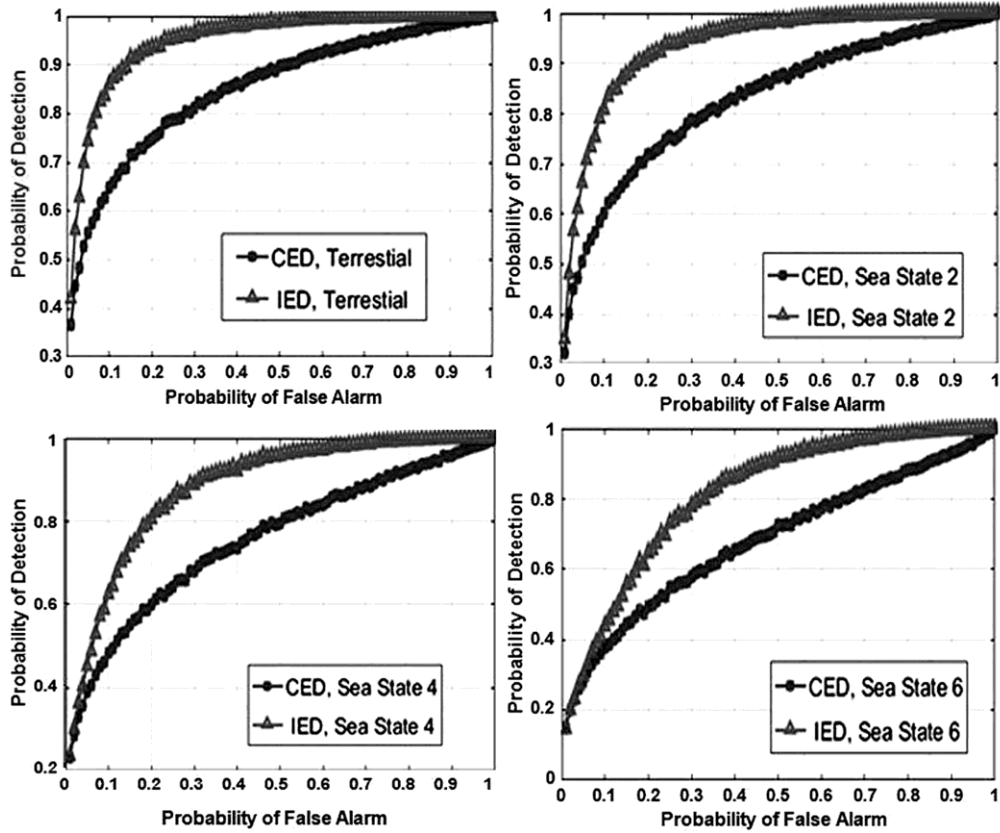 1
0.9
0.8
0.7
0.6
0.5
0.4
0.3
0 0.1 0.2 0.3 0.4 0.5 0.6 0.7 0.8 0.9 1
Probability of Detection
Probability of False Alarm
CED, Terrestial
IED, Terrestial
1
0.9
0.8
0.7
0.6
0.5
0.4
0.3
0 0.1 0.2 0.3 0.4 0.5 0.6 0.7 0.8 0.9 1
Probability of Detection
Probability of False Alarm
CED, Sea State 2
IED, Sea State 2
1
0.8
0.6
0.4
0.2
0 0.1 0.2 0.3 0.4 0.5 0.6 0.7 0.8 0.9 1
Probability of Detection
Probability of False Alarm
CED, Sea State 4
IED, Sea State 4
1
0.8
0.6
0.4
0.2
0
0 0.1 0.2 0.3 0.4 0.5 0.6 0.7 0.8 0.9 1
Probability of Detection
Probability of False Alarm
CED, Sea State 6
IED, Sea State 6